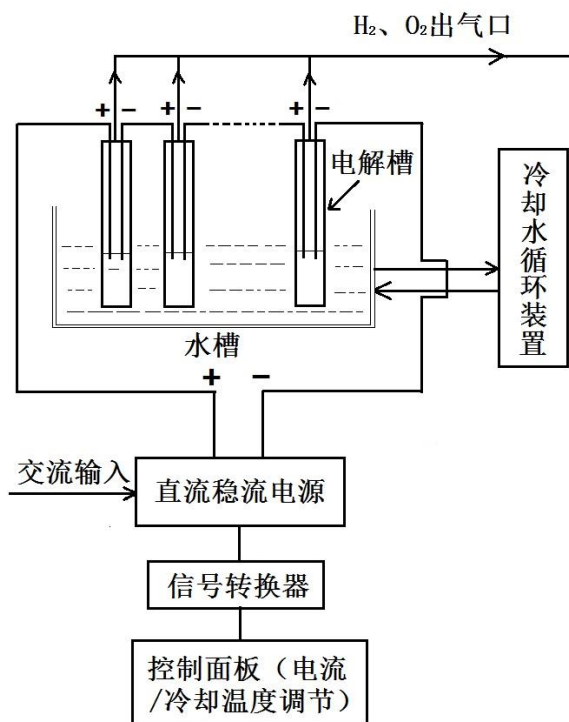 H₂、O₂出气口
+ − + − + −
电解槽
冷却水循环装置
水槽
+ −
交流输入
直流稳流电源
信号转换器
控制面板（电流
/冷却温度调节）